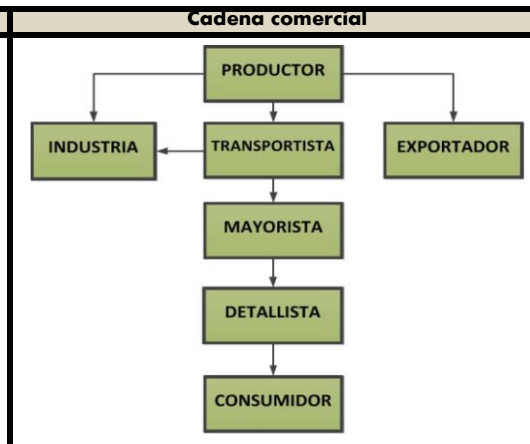 Cadena comercial
PRODUCTOR
INDUSTRIA
TRANSPORTISTA
EXPORTADOR
MAYORISTA
DETALLISTA
CONSUMIDOR